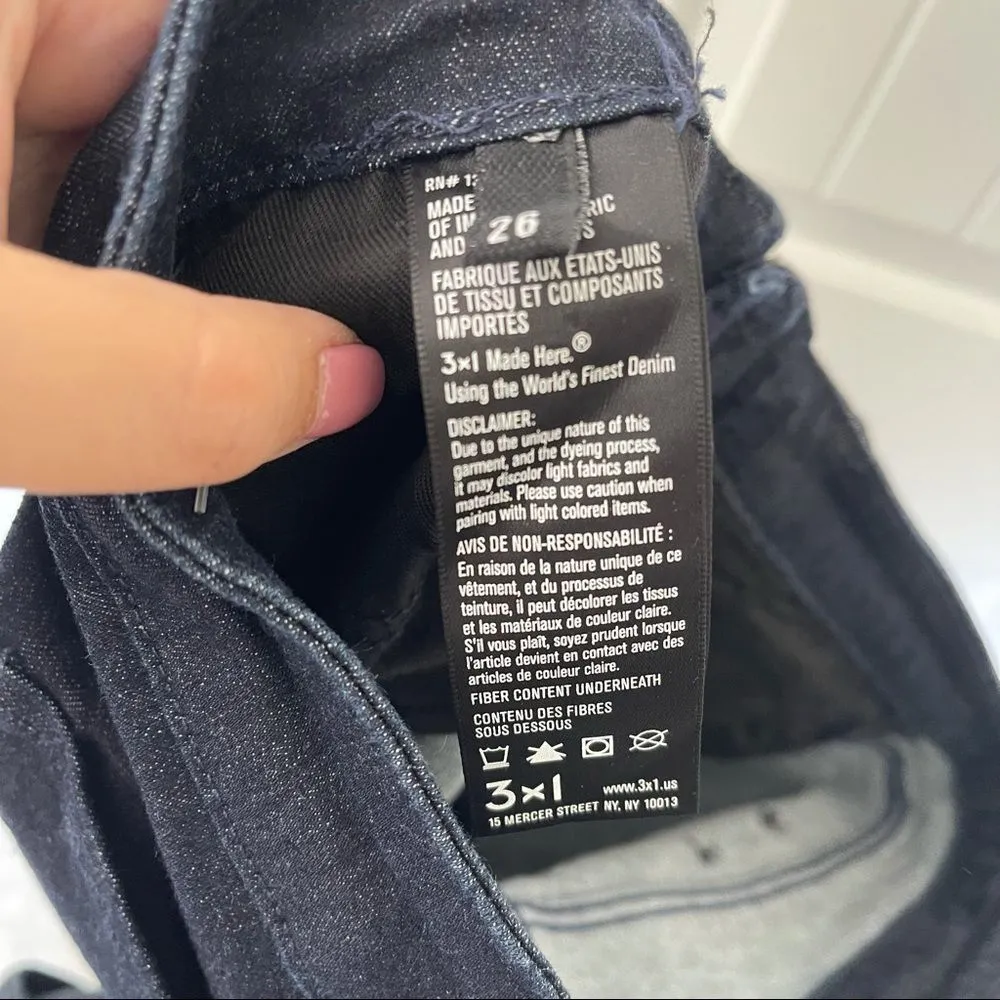 RN# 1
MADE RIC
OF S
AND
26
FABRIQUE AUX ÉTATS-UNIS
DE TISSU ET COMPOSANTS
IMPORTÉS
3×1 Made Here.®
Using the World's Finest Denim
DISCLAIMER:
Due to the unique nature of this
garment, and the dyeing process,
it may discolor light fabrics and
materials. Please use caution when
pairing with light colored items.
AVIS DE NON-RESPONSABILITÉ :
En raison de la nature unique de ce
vêtement, et du processus de
teinture, il peut décolorer les tissus
et les matériaux de couleur claire.
S'il vous plaît, soyez prudent lorsque
l'article devient en contact avec des
articles de couleur claire.
FIBER CONTENT UNDERNEATH
CONTENU DES FIBRES
SOUS DESSOUS
3×1 www.3x1.us
15 MERCER STREET NY, NY 10013